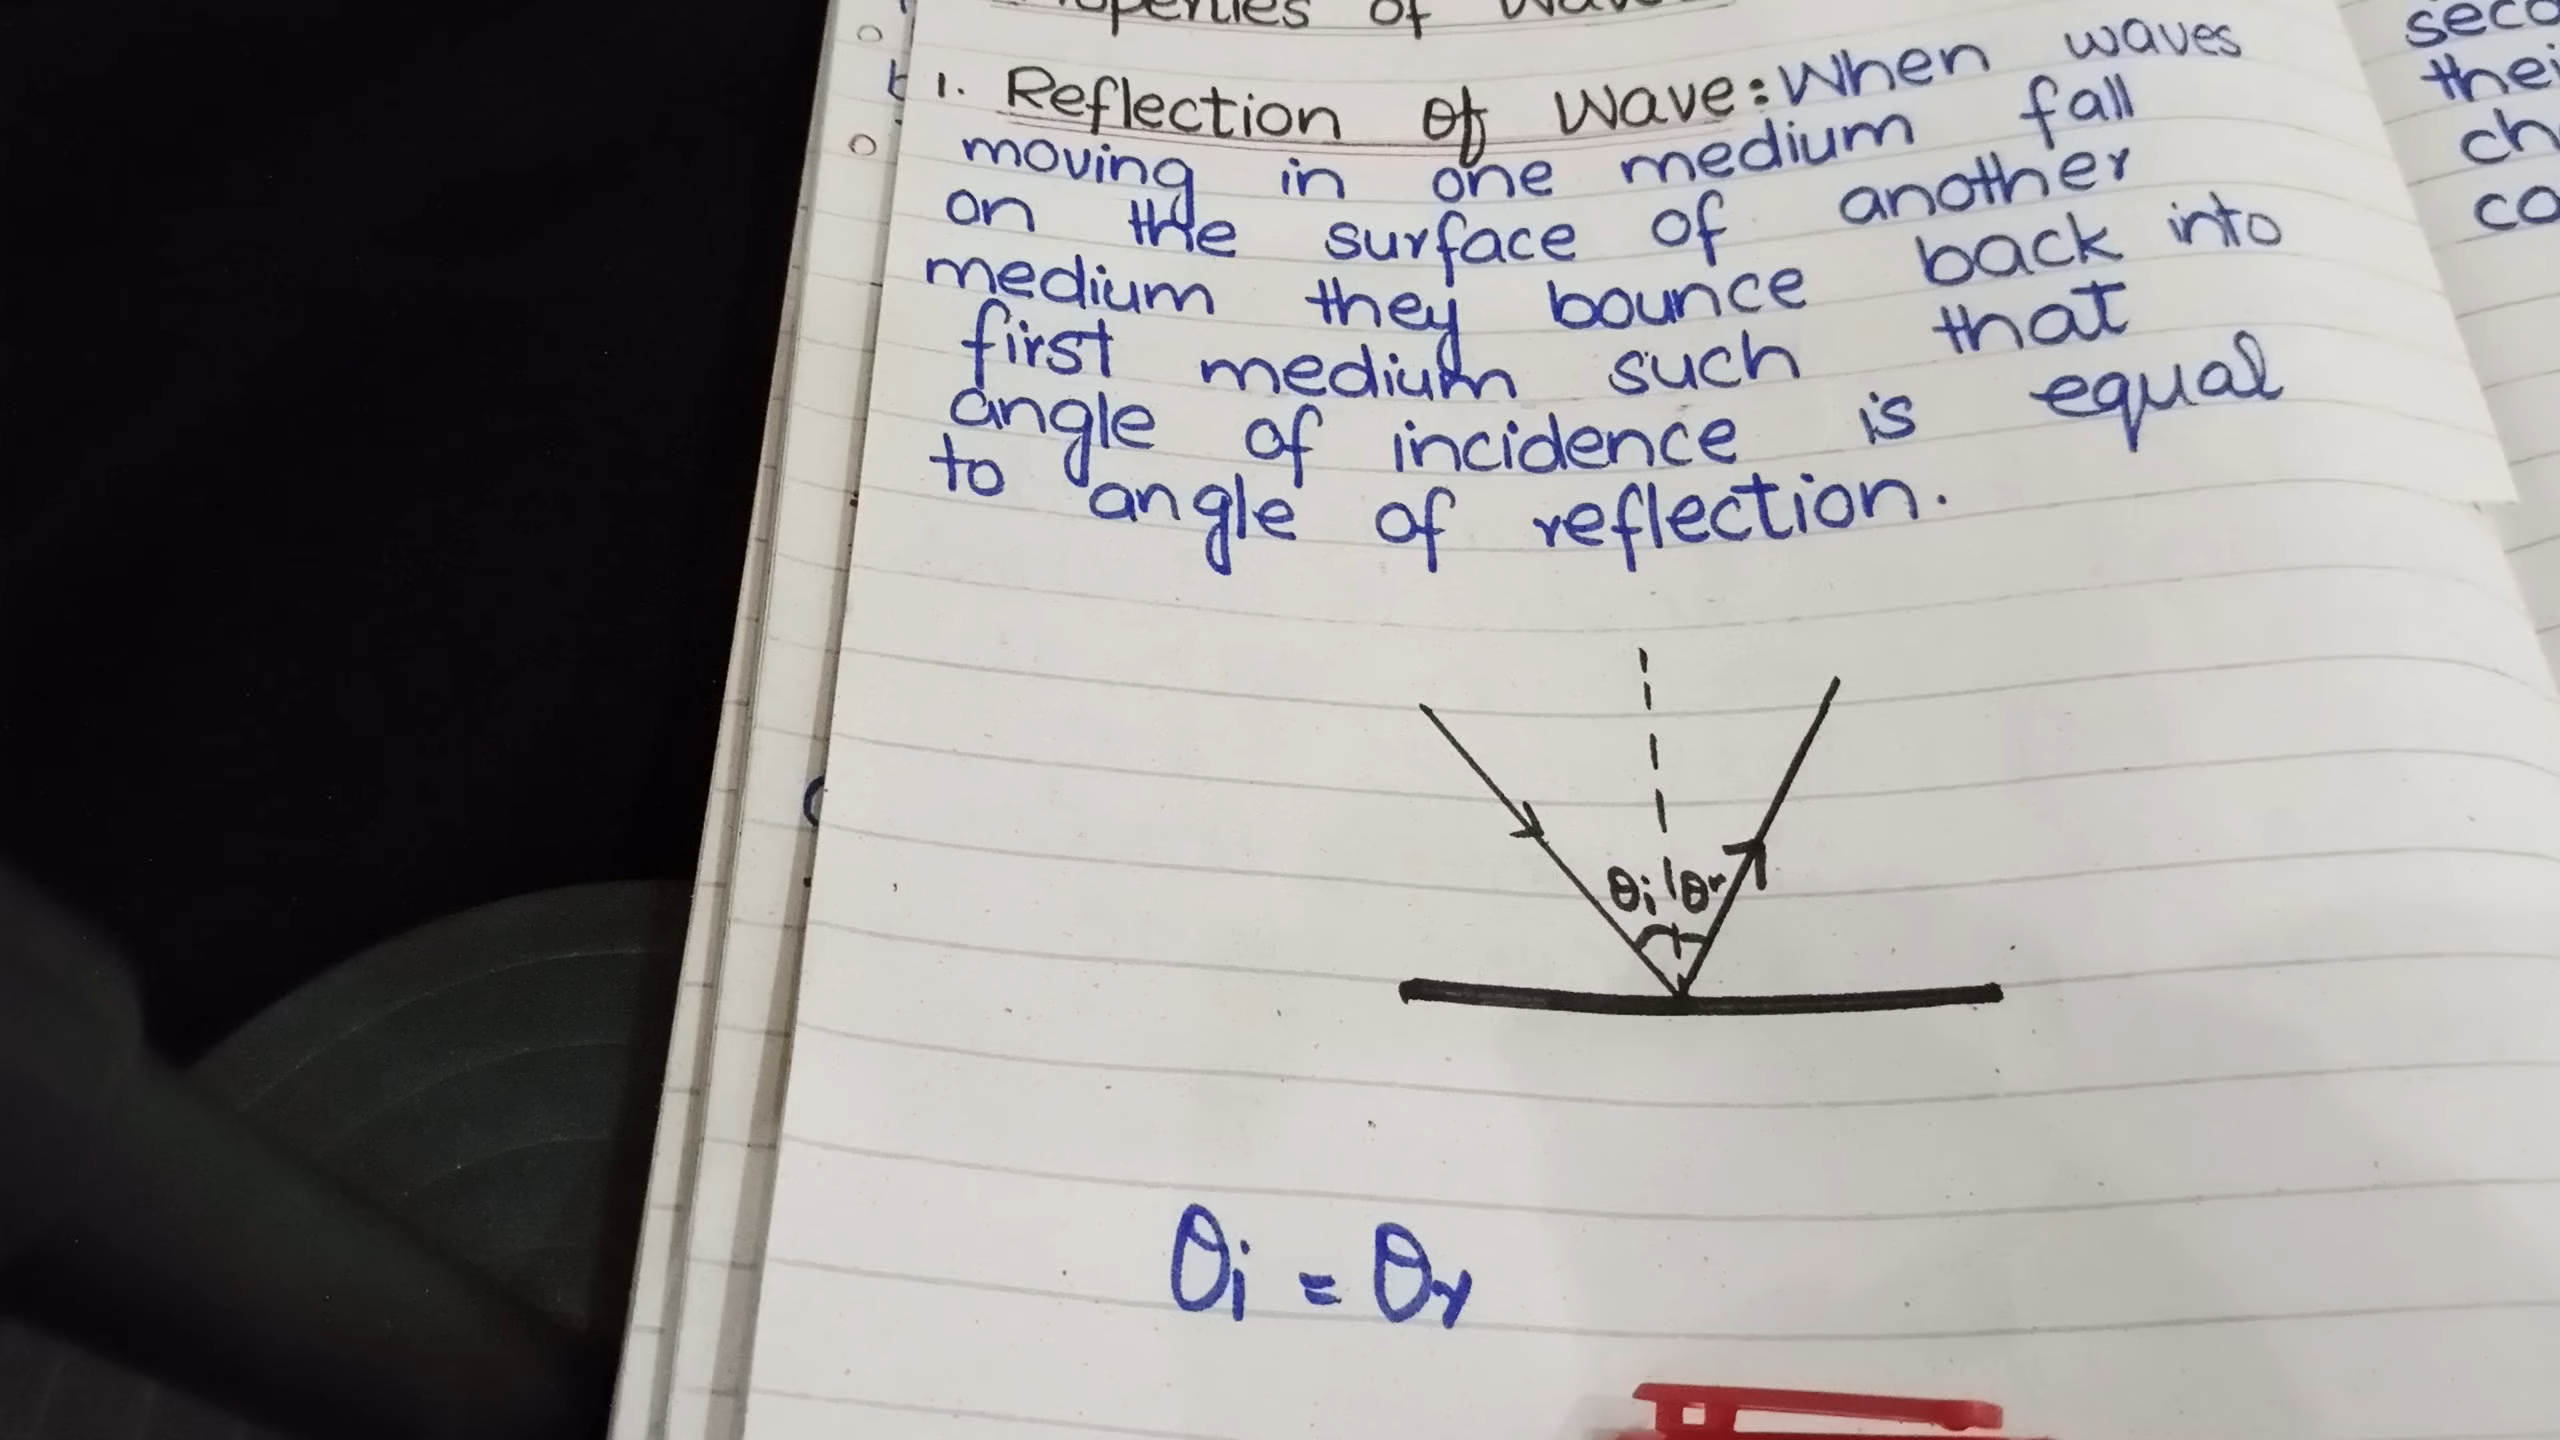 of
1. Reflection of Wave: When waves
moving in one medium fall
on the surface of another
medium they bounce back into
first medium such that
angle of incidence is equal
to angle of reflection.
θi θr
θi = θr